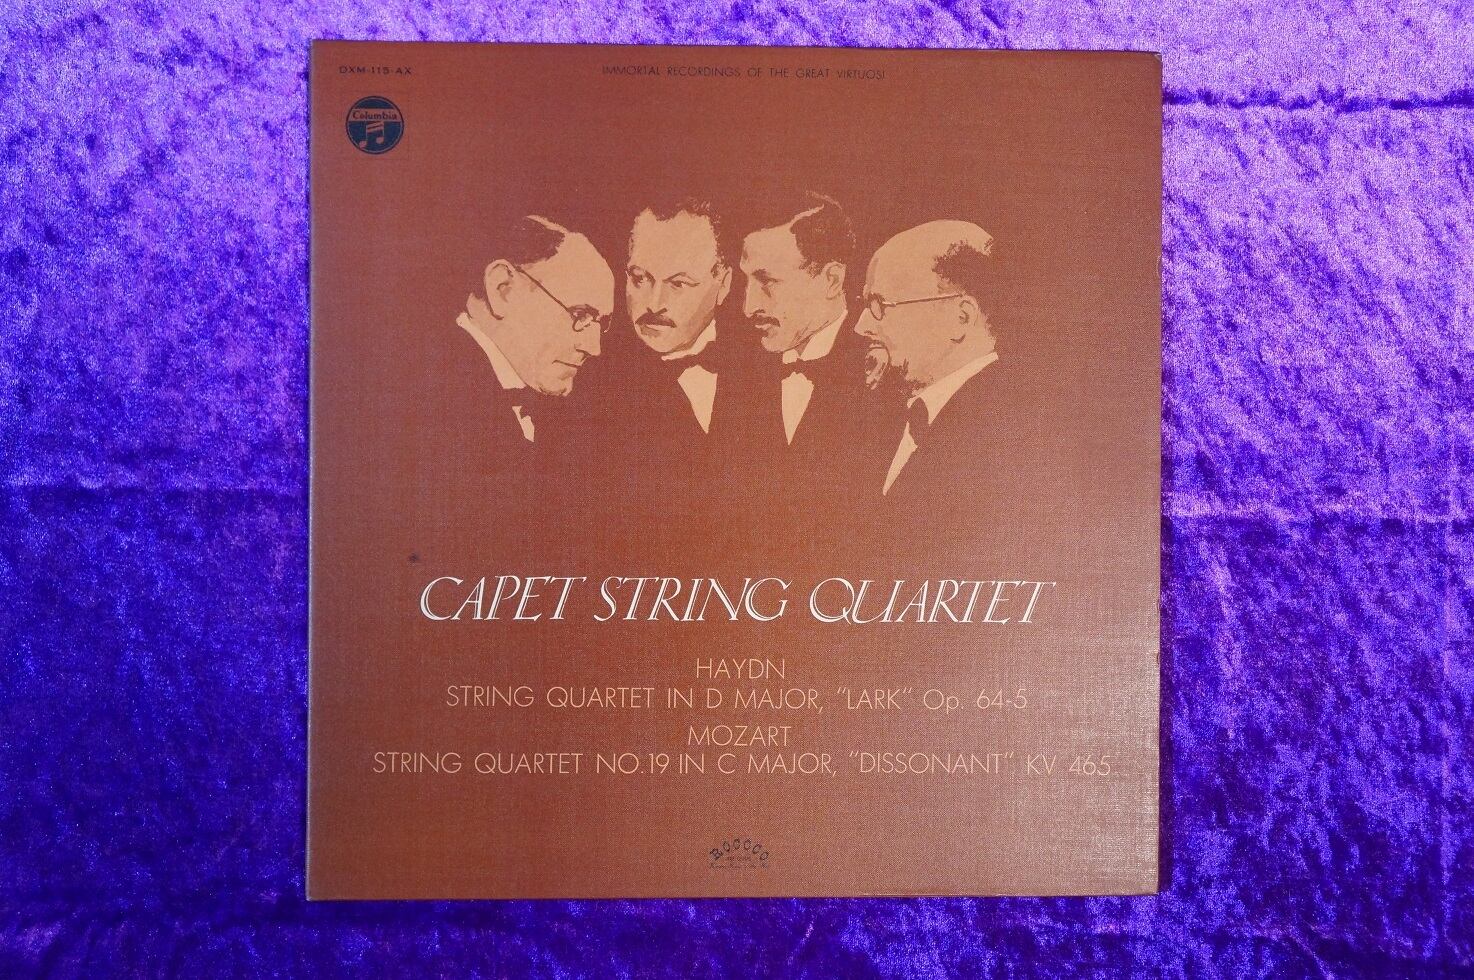 DXM-115-AX
IMMORTAL RECORDINGS OF THE GREAT VIRTUOSI
Columbia
CAPET STRING QUARTET
HAYDN
STRING QUARTET IN D MAJOR, "LARK" Op. 64-5
MOZART
STRING QUARTET NO.19 IN C MAJOR, "DISSONANT" KV 465
ROCOCO